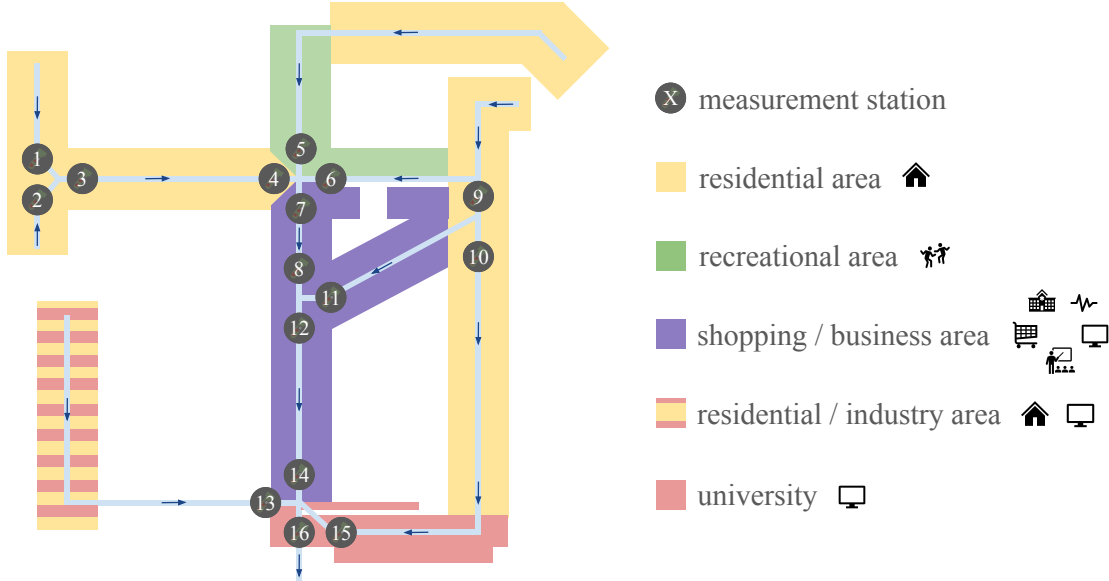 5
1
3
4
6
2
7
9
8
10
11
12
14
13
16
15
X measurement station
residential area
recreational area
shopping / business area
residential / industry area
university